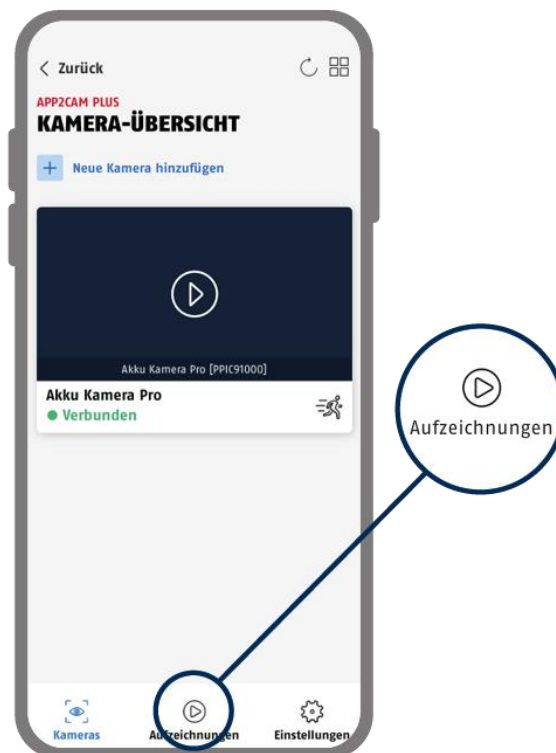 Zurück
APP2CAM PLUS
KAMERA-ÜBERSICHT
Neue Kamera hinzufügen
Akku Kamera Pro [PPIC91000]
Akku Kamera Pro
Verbunden
Aufzeichnungen
Kameras
Aufzeichnungen
Einstellungen